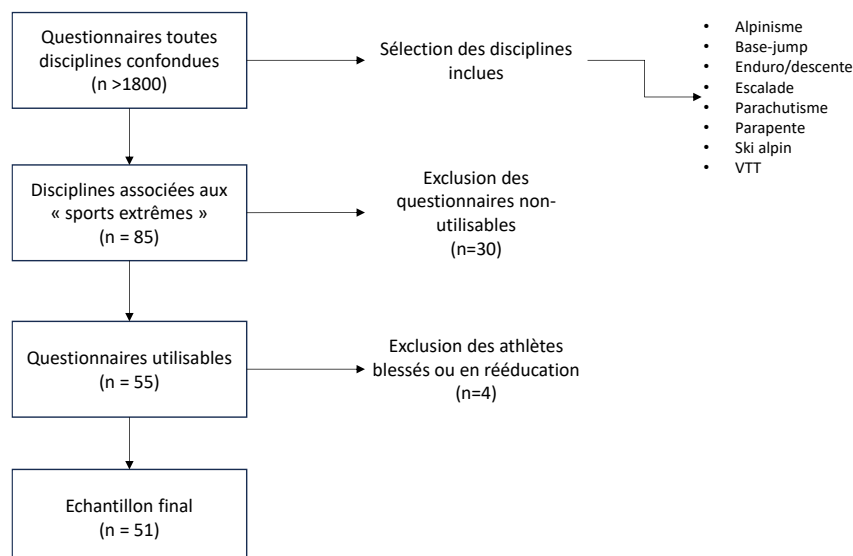 Questionnaires toutes
disciplines confondues
(n >1800)
Sélection des disciplines
inclues
• Alpinisme
• Base-jump
• Enduro/descente
• Escalade
• Parachutisme
• Parapente
• Ski alpin
• VTT
Disciplines associées aux
« sports extrêmes »
(n = 85)
Exclusion des
questionnaires non-
utilisables
(n=30)
Questionnaires utilisables
(n = 55)
Exclusion des athlètes
blessés ou en rééducation
(n=4)
Echantillon final
(n = 51)